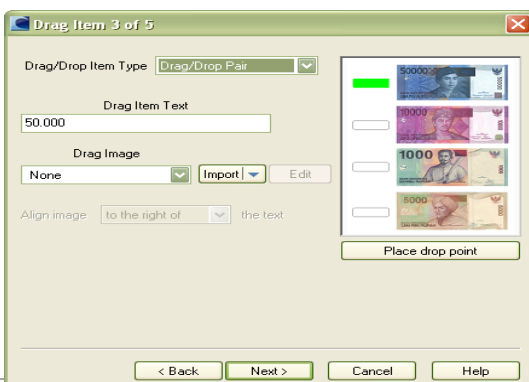 Drag Item 3 of 5
Drag/Drop Item Type Drag/Drop Pair
Drag Item Text
50.000
Drag Image
None Import Edit
Align image to the right of the text
50000
10000
1000
5000
Place drop point
< Back Next > Cancel Help